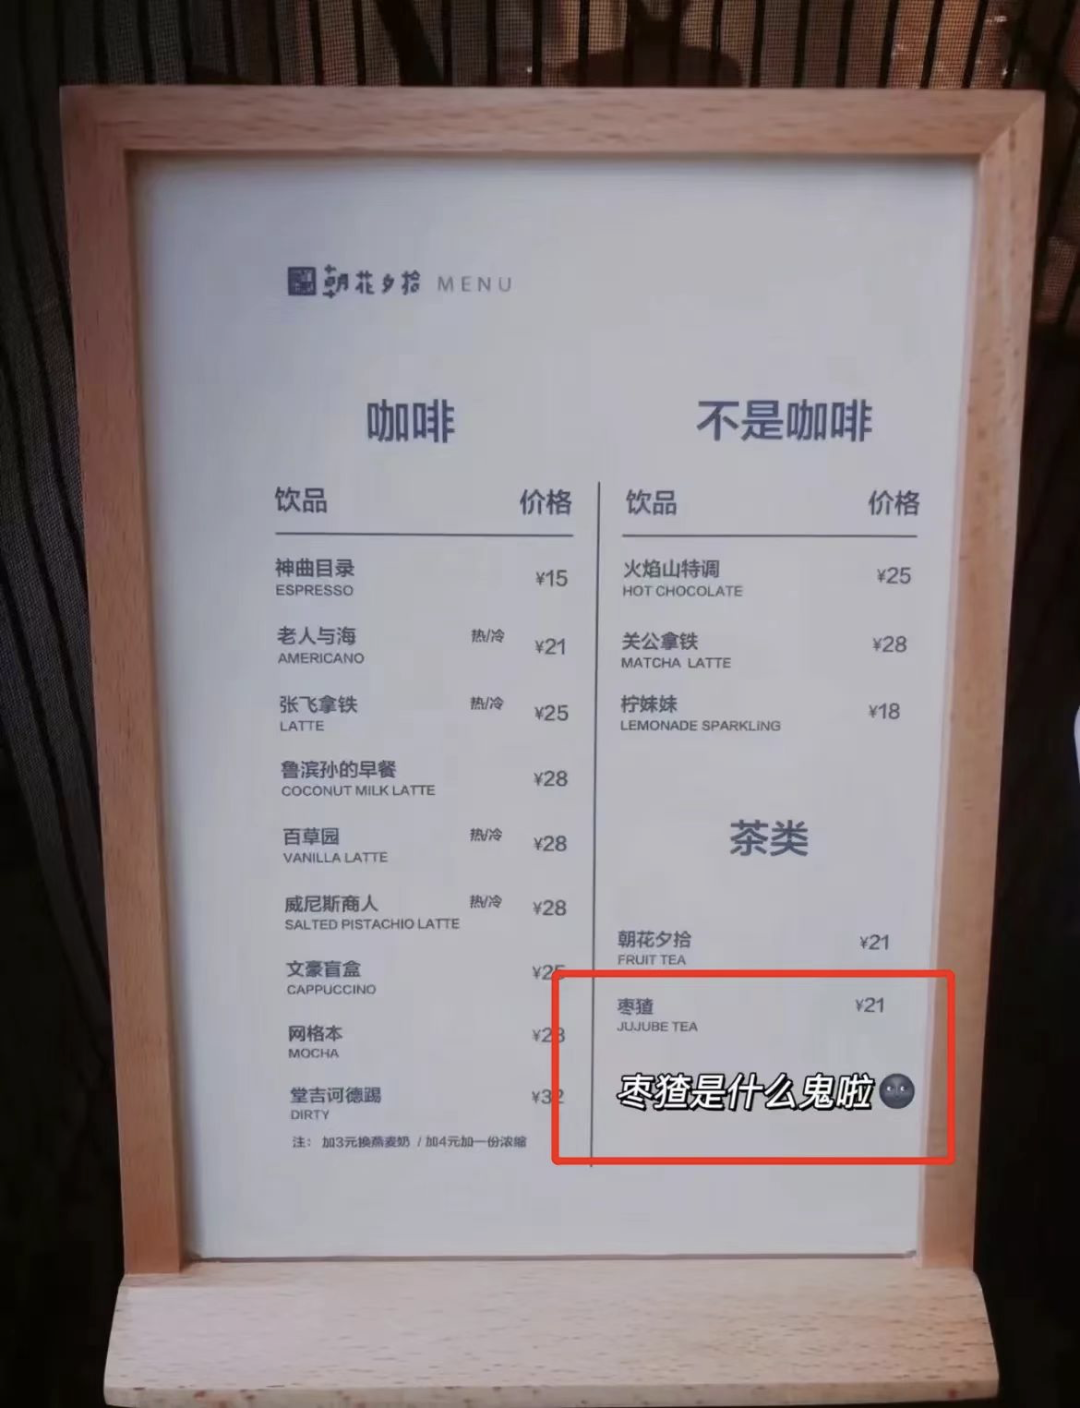 朝花夕拾 MENU
咖啡
饮品 价格
神曲目录 ¥15
ESPRESSO
老人与海 热/冷 ¥21
AMERICANO
张飞拿铁 热/冷 ¥25
LATTE
鲁滨孙的早餐 ¥28
COCONUT MILK LATTE
百草园 热/冷 ¥28
VANILLA LATTE
威尼斯商人 热/冷 ¥28
SALTED PISTACHIO LATTE
文豪盲盒 ¥25
CAPPUCCINO
网格本 ¥28
MOCHA
堂吉诃德踢 ¥32
DIRTY
注： 加3元换燕麦奶 / 加4元加一份浓缩
不是咖啡
饮品 价格
火焰山特调 ¥25
HOT CHOCOLATE
关公拿铁 ¥28
MATCHA LATTE
柠妹妹 ¥18
LEMONADE SPARKLING
茶类
朝花夕拾 ¥21
FRUIT TEA
枣猹 ¥21
JUJUBE TEA
枣猹是什么鬼啦🌚